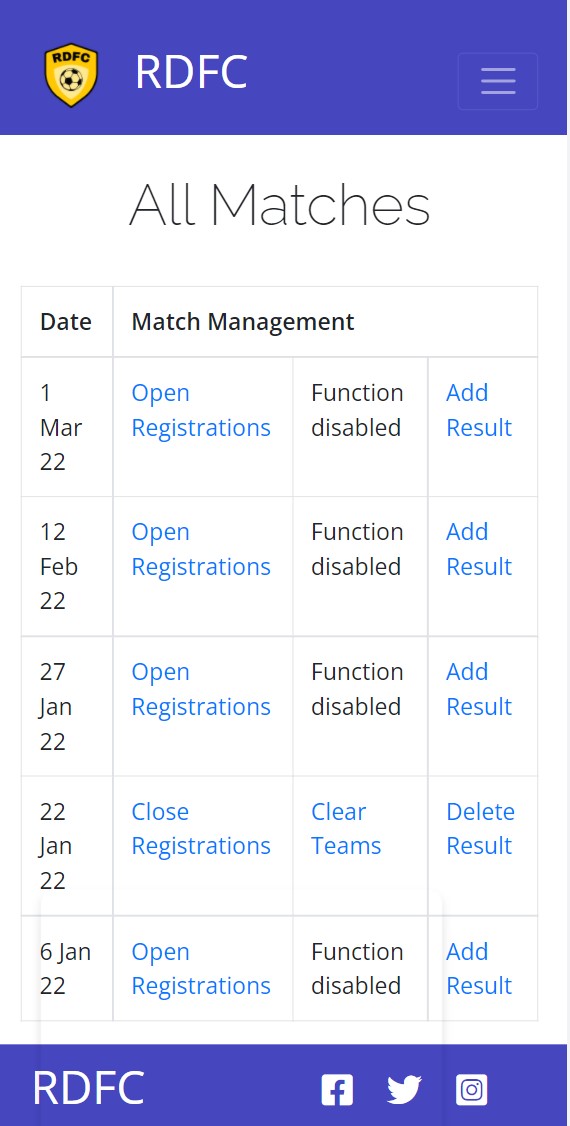 RDFC
RDFC
All Matches
Date
Match Management
1
Mar
22
Open
Registrations
Function
disabled
Add
Result
12
Feb
22
Open
Registrations
Function
disabled
Add
Result
27
Jan
22
Open
Registrations
Function
disabled
Add
Result
22
Jan
22
Close
Registrations
Clear
Teams
Delete
Result
6 Jan
22
Open
Registrations
Function
disabled
Add
Result
RDFC